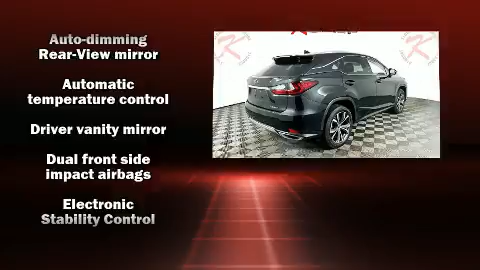 Auto-dimming
Rear-View mirror
Automatic
temperature control
Driver vanity mirror
Dual front side
impact airbags
Electronic
Stability Control